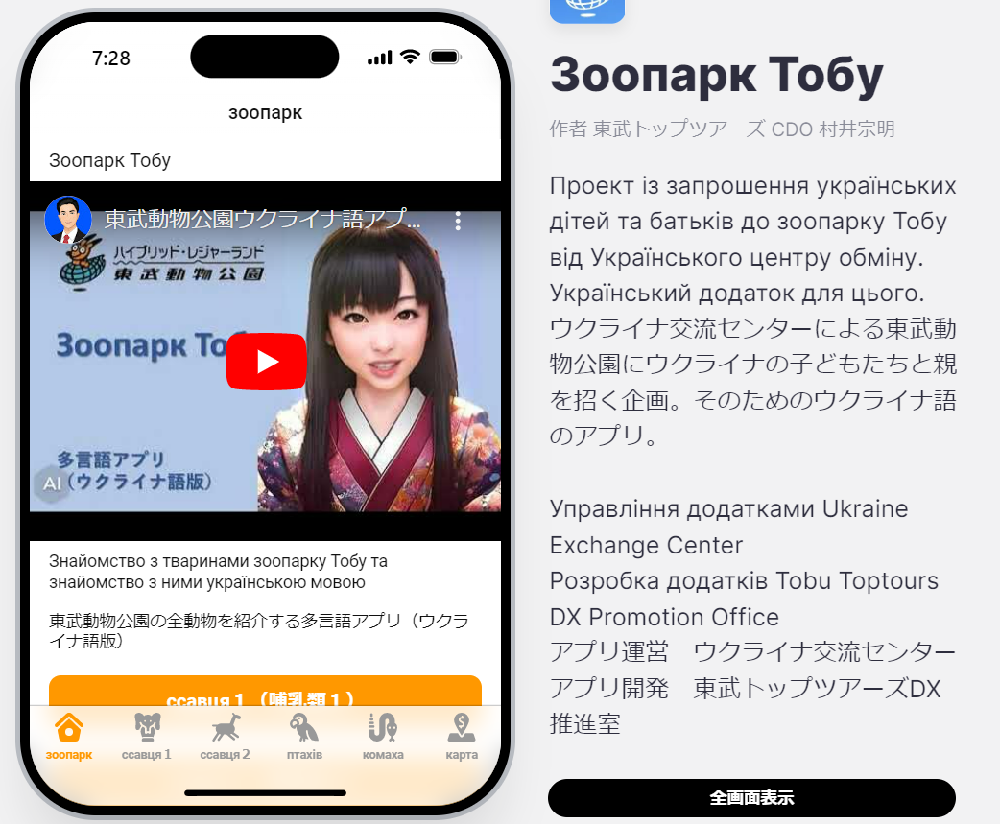 7:28
зоопарк
Зоопарк Тобу
東武動物公園ウクライナ語アプ...
ハイブリッド・レジャーランド
東武動物公園
Зоопарк Тоб
多言語アプリ
AI (ウクライナ語版)
Знайомство з тваринами зоопарку Тобу та
знайомство з ними українською мовою
東武動物公園の全動物を紹介する多言語アプリ（ウクラ
イナ語版）
ссавця 1 （哺乳類１）
зоопарк
ссавця 1
ссавця 2
птахів
комаха
карта
Зоопарк Тобу
作者 東武トップツアーズ CDO 村井宗明
Проект із запрошення українських
дітей та батьків до зоопарку Тобу
від Українського центру обміну.
Український додаток для цього.
ウクライナ交流センターによる東武動
物公園にウクライナの子どもたちと親
を招く企画。そのためのウクライナ語
のアプリ。
Управління додатками Ukraine
Exchange Center
Розробка додатків Tobu Toptours
DX Promotion Office
アプリ運営　ウクライナ交流センター
アプリ開発　東武トップツアーズDX
推進室
全画面表示